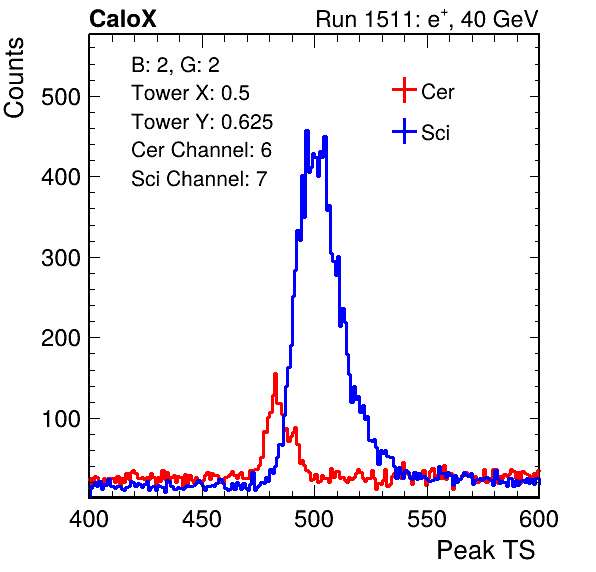 CaloX Run 1511: e⁺, 40 GeV
Counts
B: 2, G: 2
Tower X: 0.5
Tower Y: 0.625
Cer Channel: 6
Sci Channel: 7
Cer
Sci
500
400
300
200
100
400 450 500 550 600
Peak TS